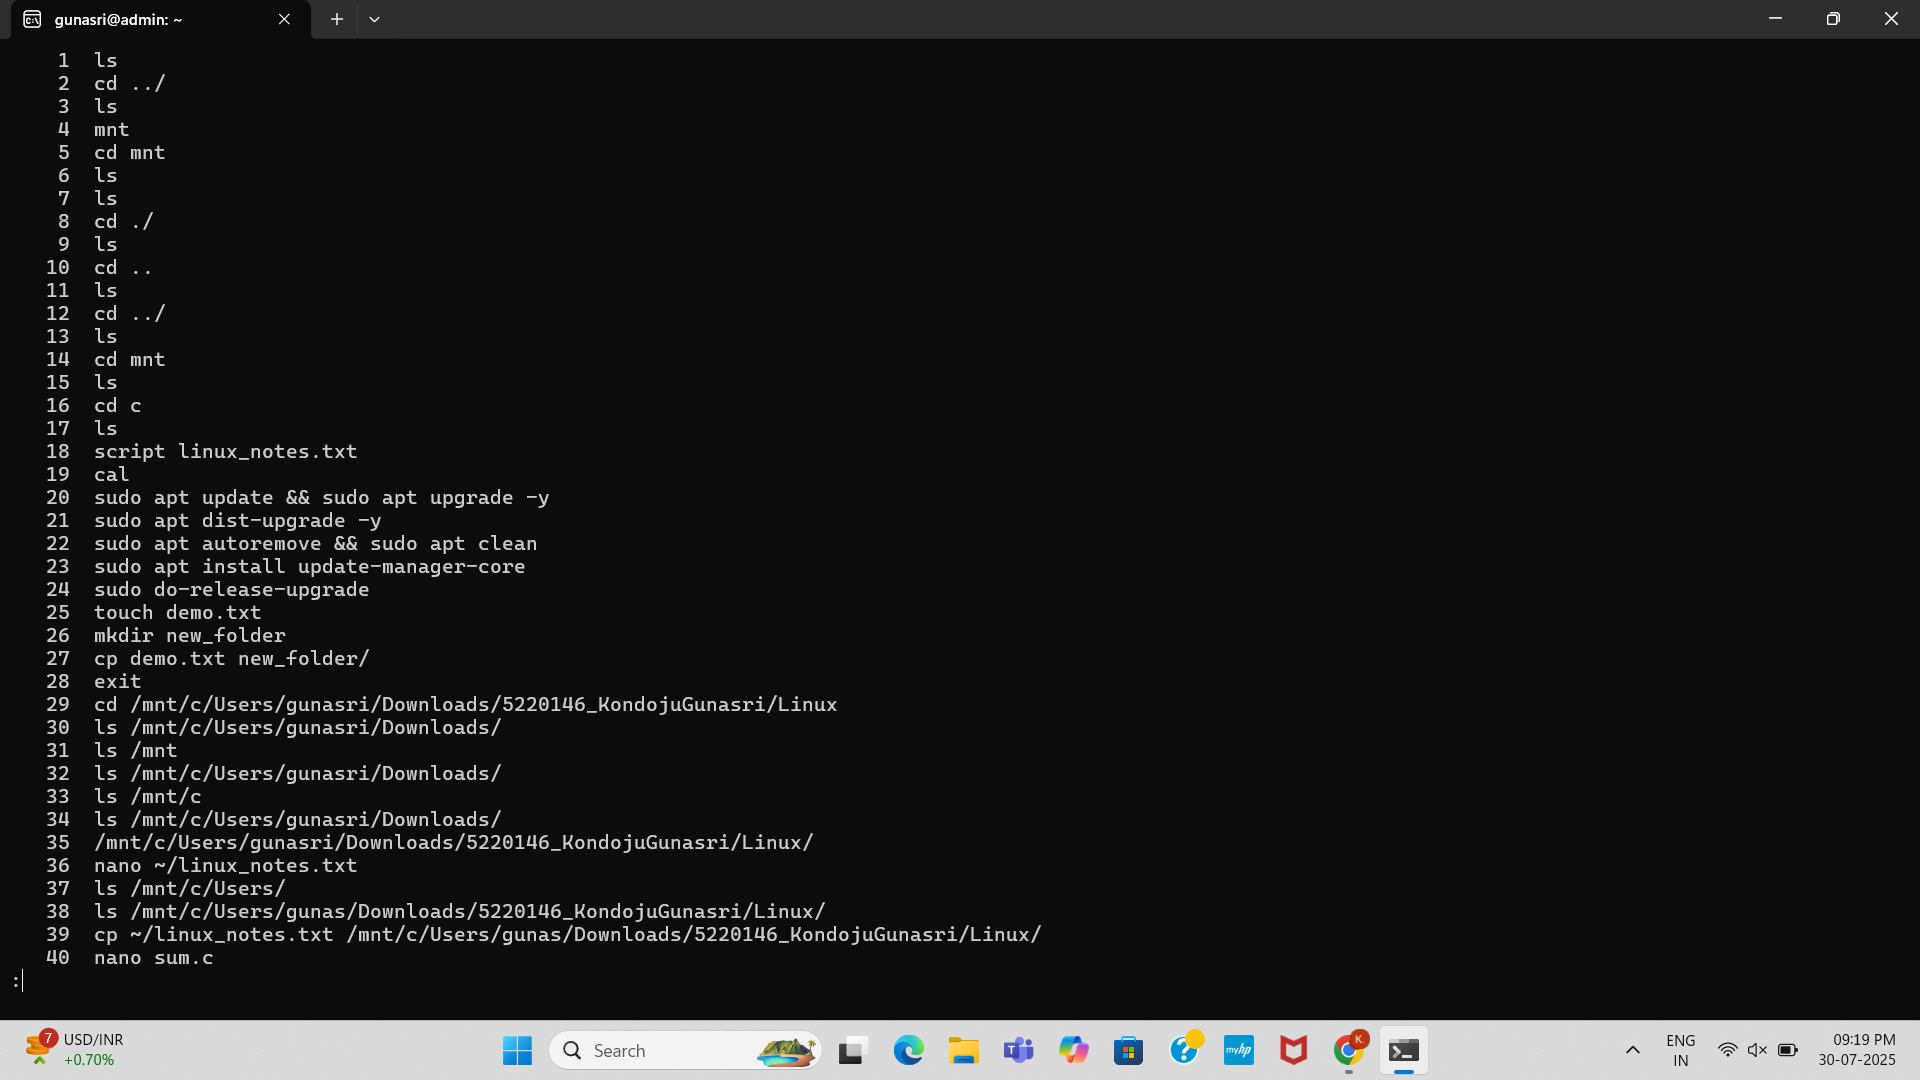 gunasri@admin: ~
1 ls
2 cd ../
3 ls
4 mnt
5 cd mnt
6 ls
7 ls
8 cd ./
9 ls
10 cd ..
11 ls
12 cd ../
13 ls
14 cd mnt
15 ls
16 cd c
17 ls
18 script linux_notes.txt
19 cal
20 sudo apt update && sudo apt upgrade -y
21 sudo apt dist-upgrade -y
22 sudo apt autoremove && sudo apt clean
23 sudo apt install update-manager-core
24 sudo do-release-upgrade
25 touch demo.txt
26 mkdir new_folder
27 cp demo.txt new_folder/
28 exit
29 cd /mnt/c/Users/gunasri/Downloads/5220146_KondojuGunasri/Linux
30 ls /mnt/c/Users/gunasri/Downloads/
31 ls /mnt
32 ls /mnt/c/Users/gunasri/Downloads/
33 ls /mnt/c
34 ls /mnt/c/Users/gunasri/Downloads/
35 /mnt/c/Users/gunasri/Downloads/5220146_KondojuGunasri/Linux/
36 nano ~/linux_notes.txt
37 ls /mnt/c/Users/
38 ls /mnt/c/Users/gunas/Downloads/5220146_KondojuGunasri/Linux/
39 cp ~/linux_notes.txt /mnt/c/Users/gunas/Downloads/5220146_KondojuGunasri/Linux/
40 nano sum.c
:
7
USD/INR
+0.70%
Search
T
?
myhp
K.
ENG
IN
09:19 PM
30-07-2025